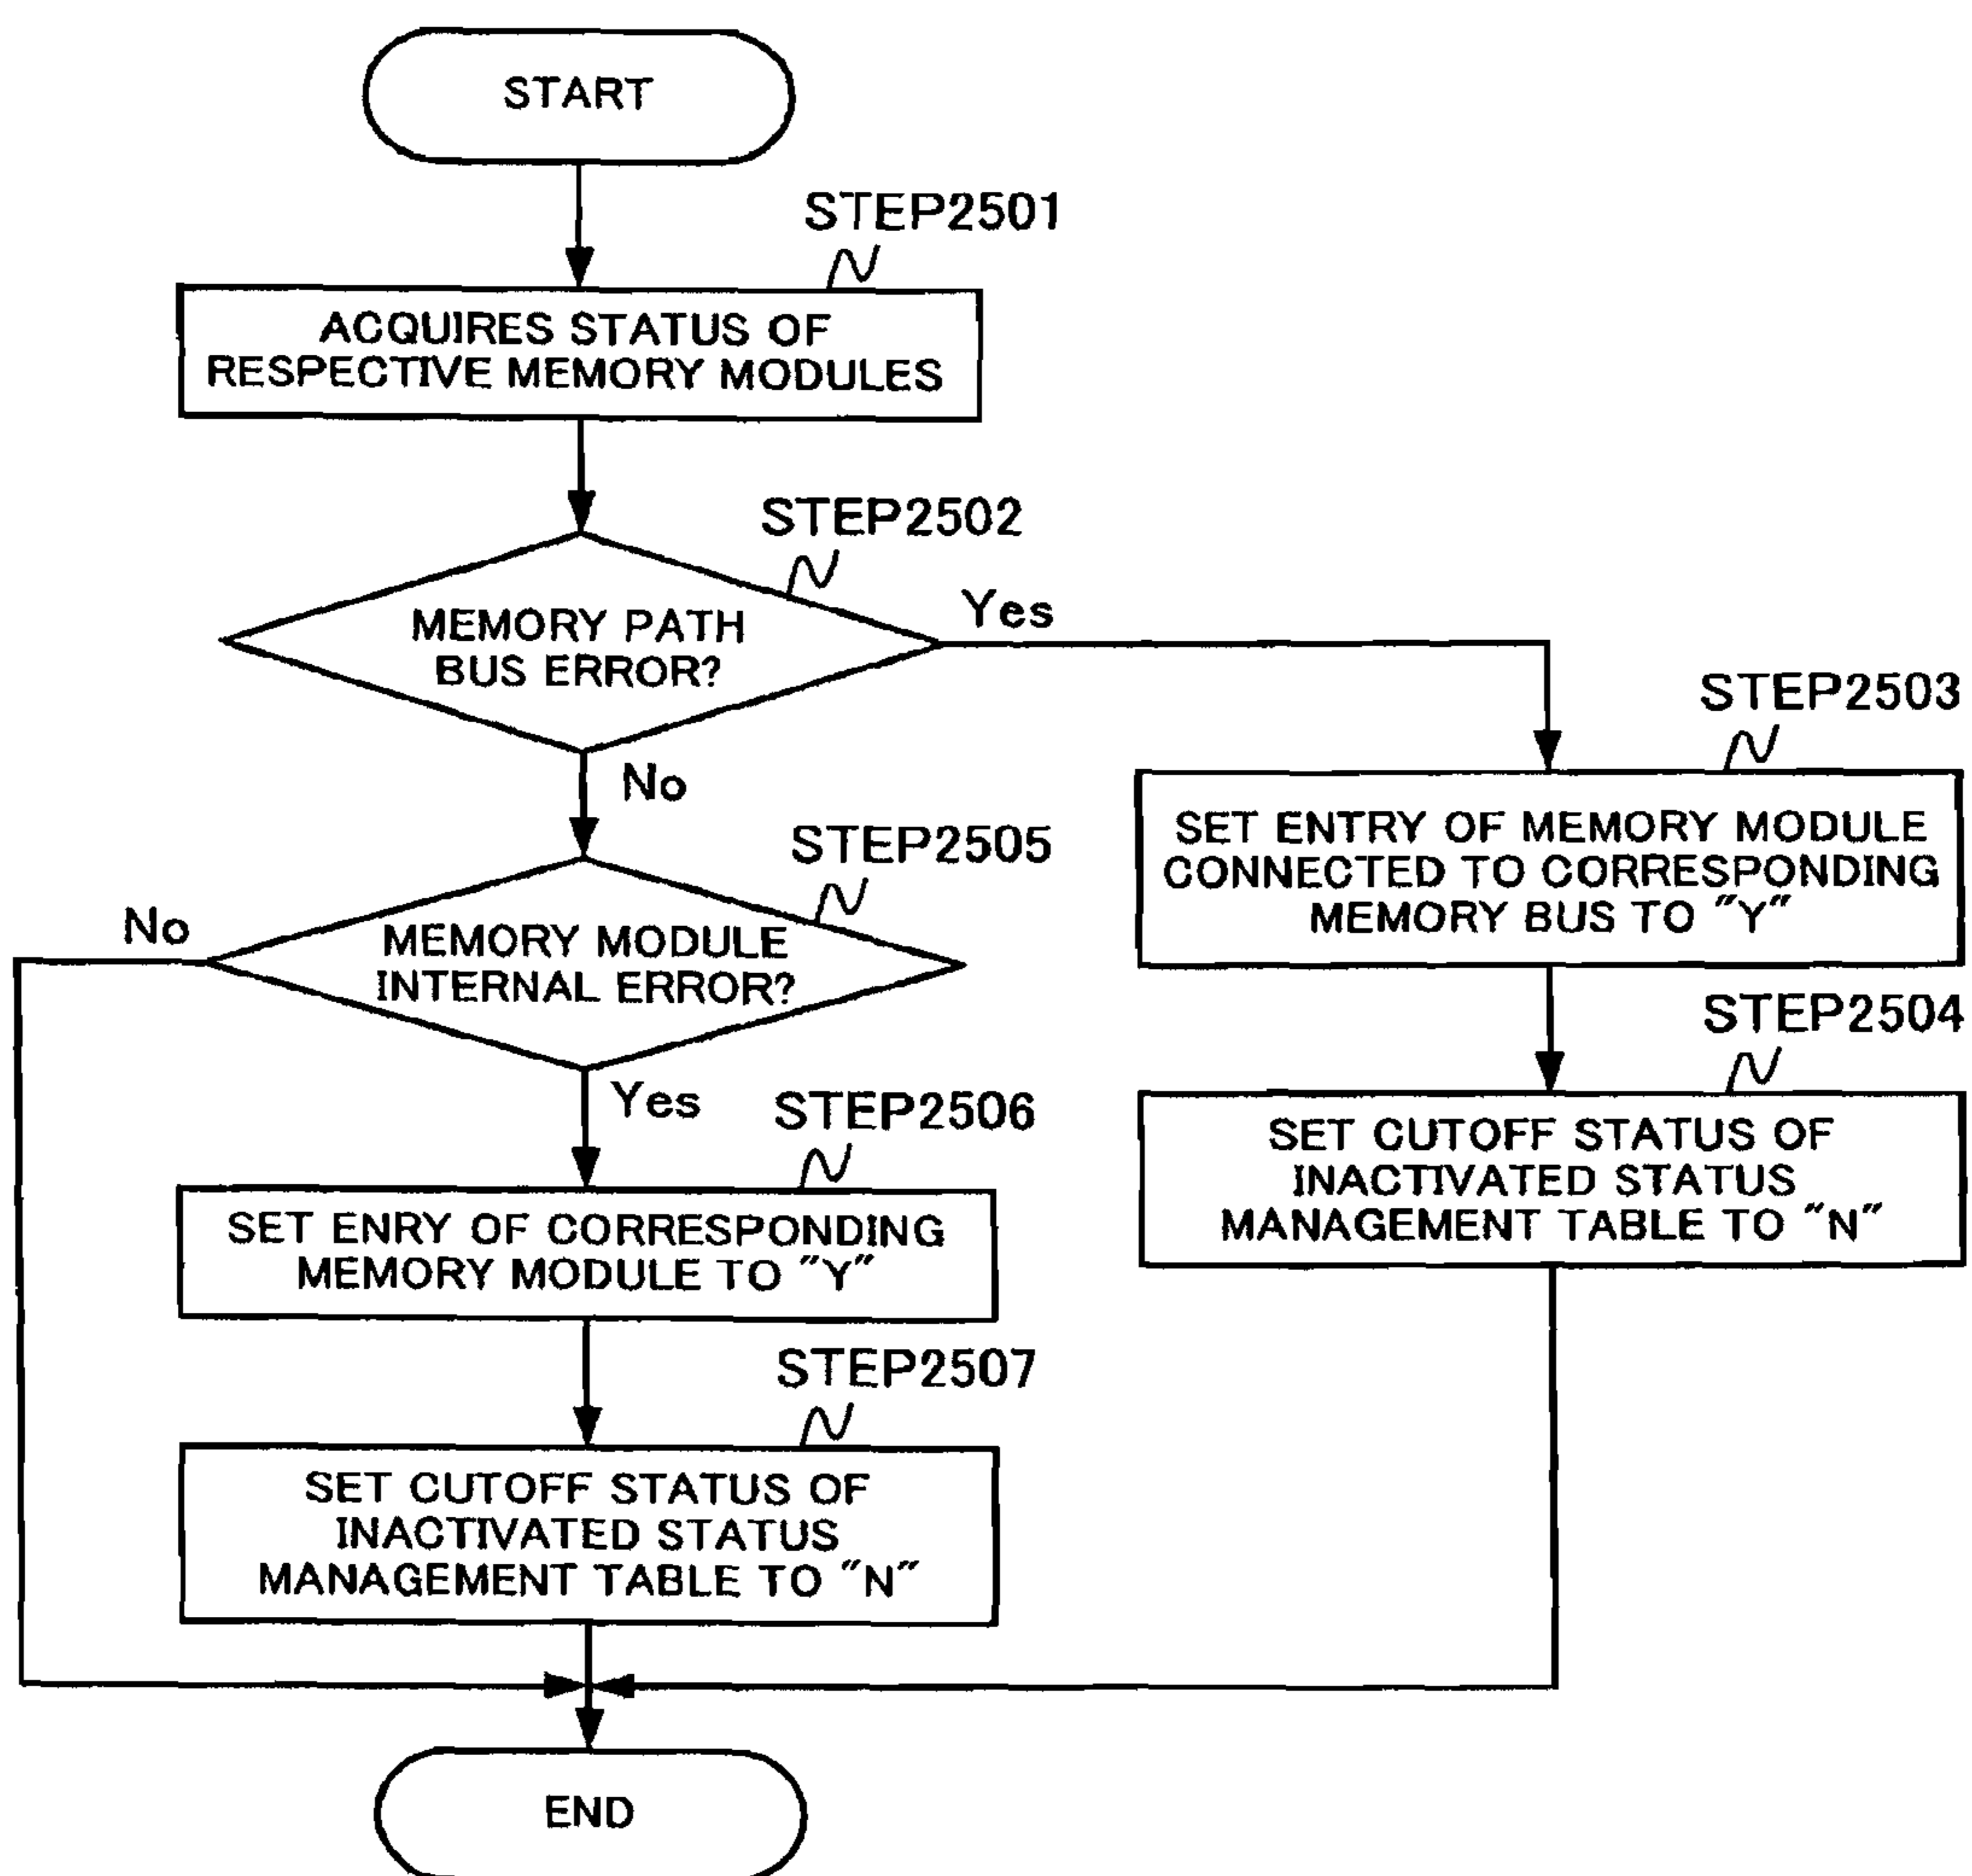 START
STEP2501
ACQUIRES STATUS OF
RESPECTIVE MEMORY MODULES
STEP2502
MEMORY PATH
BUS ERROR?
Yes
No
STEP2503
SET ENTRY OF MEMORY MODULE
CONNECTED TO CORRESPONDING
MEMORY BUS TO "Y"
STEP2504
SET CUTOFF STATUS OF
INACTIVATED STATUS
MANAGEMENT TABLE TO "N"
STEP2505
MEMORY MODULE
INTERNAL ERROR?
No
Yes
STEP2506
SET ENRY OF CORRESPONDING
MEMORY MODULE TO "Y"
STEP2507
SET CUTOFF STATUS OF
INACTIVATED STATUS
MANAGEMENT TABLE TO "N"
END